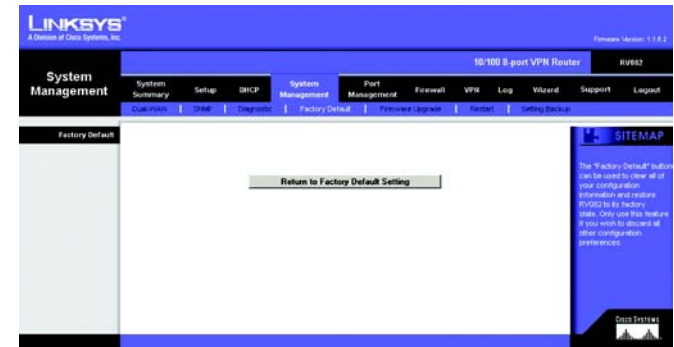 LINKSYS®
A Division of Cisco Systems, Inc.
Firmware Version: 1.1.8.2
10/100 8-port VPN Router
RV082
System Management
System Summary
Setup
DHCP
System Management
Port Management
Firewall
VPN
Log
Wizard
Support
Logout
Dual-WAN | SNMP | Diagnostic | Factory Default | Firmware Upgrade | Restart | Setting Backup
Factory Default
Return to Factory Default Setting
SITEMAP
The "Factory Default" button
can be used to clear all of
your configuration
information and restore
RV082 to its factory
state. Only use this feature
if you wish to discard all
other configuration
preferences.
CISCO SYSTEMS